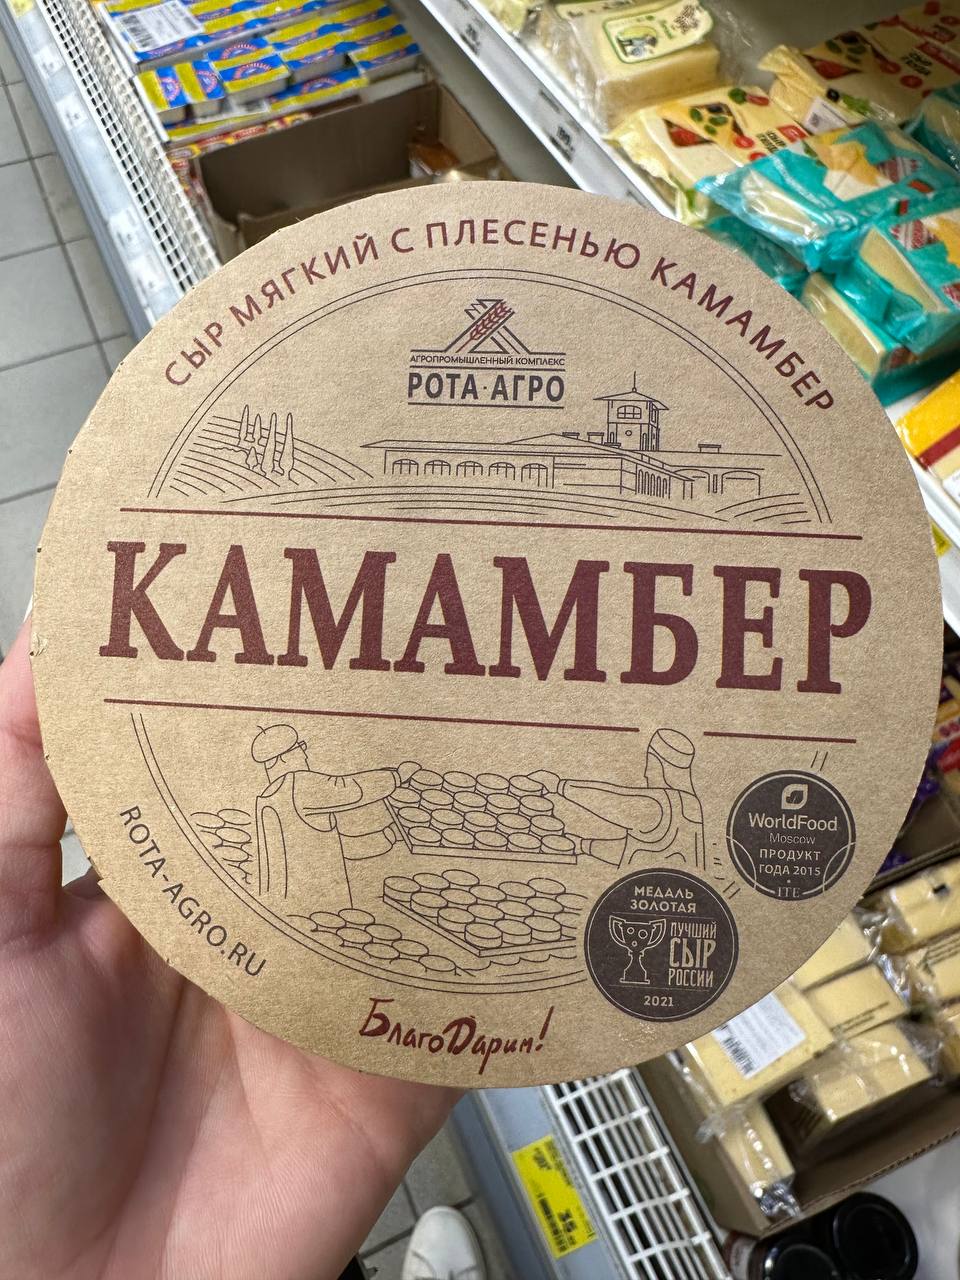 СЫР МЯГКИЙ С ПЛЕСЕНЬЮ КАМАМБЕР
АГРОПРОМЫШЛЕННЫЙ КОМПЛЕКС
РОТА·АГРО
КАМАМБЕР
WorldFood
Moscow
ПРОДУКТ
ГОДА 2015
ITE
МЕДАЛЬ
ЗОЛОТАЯ
ЛУЧШИЙ
СЫР
РОССИИ
2021
ROTA-AGRO.RU
БлагоДарим!